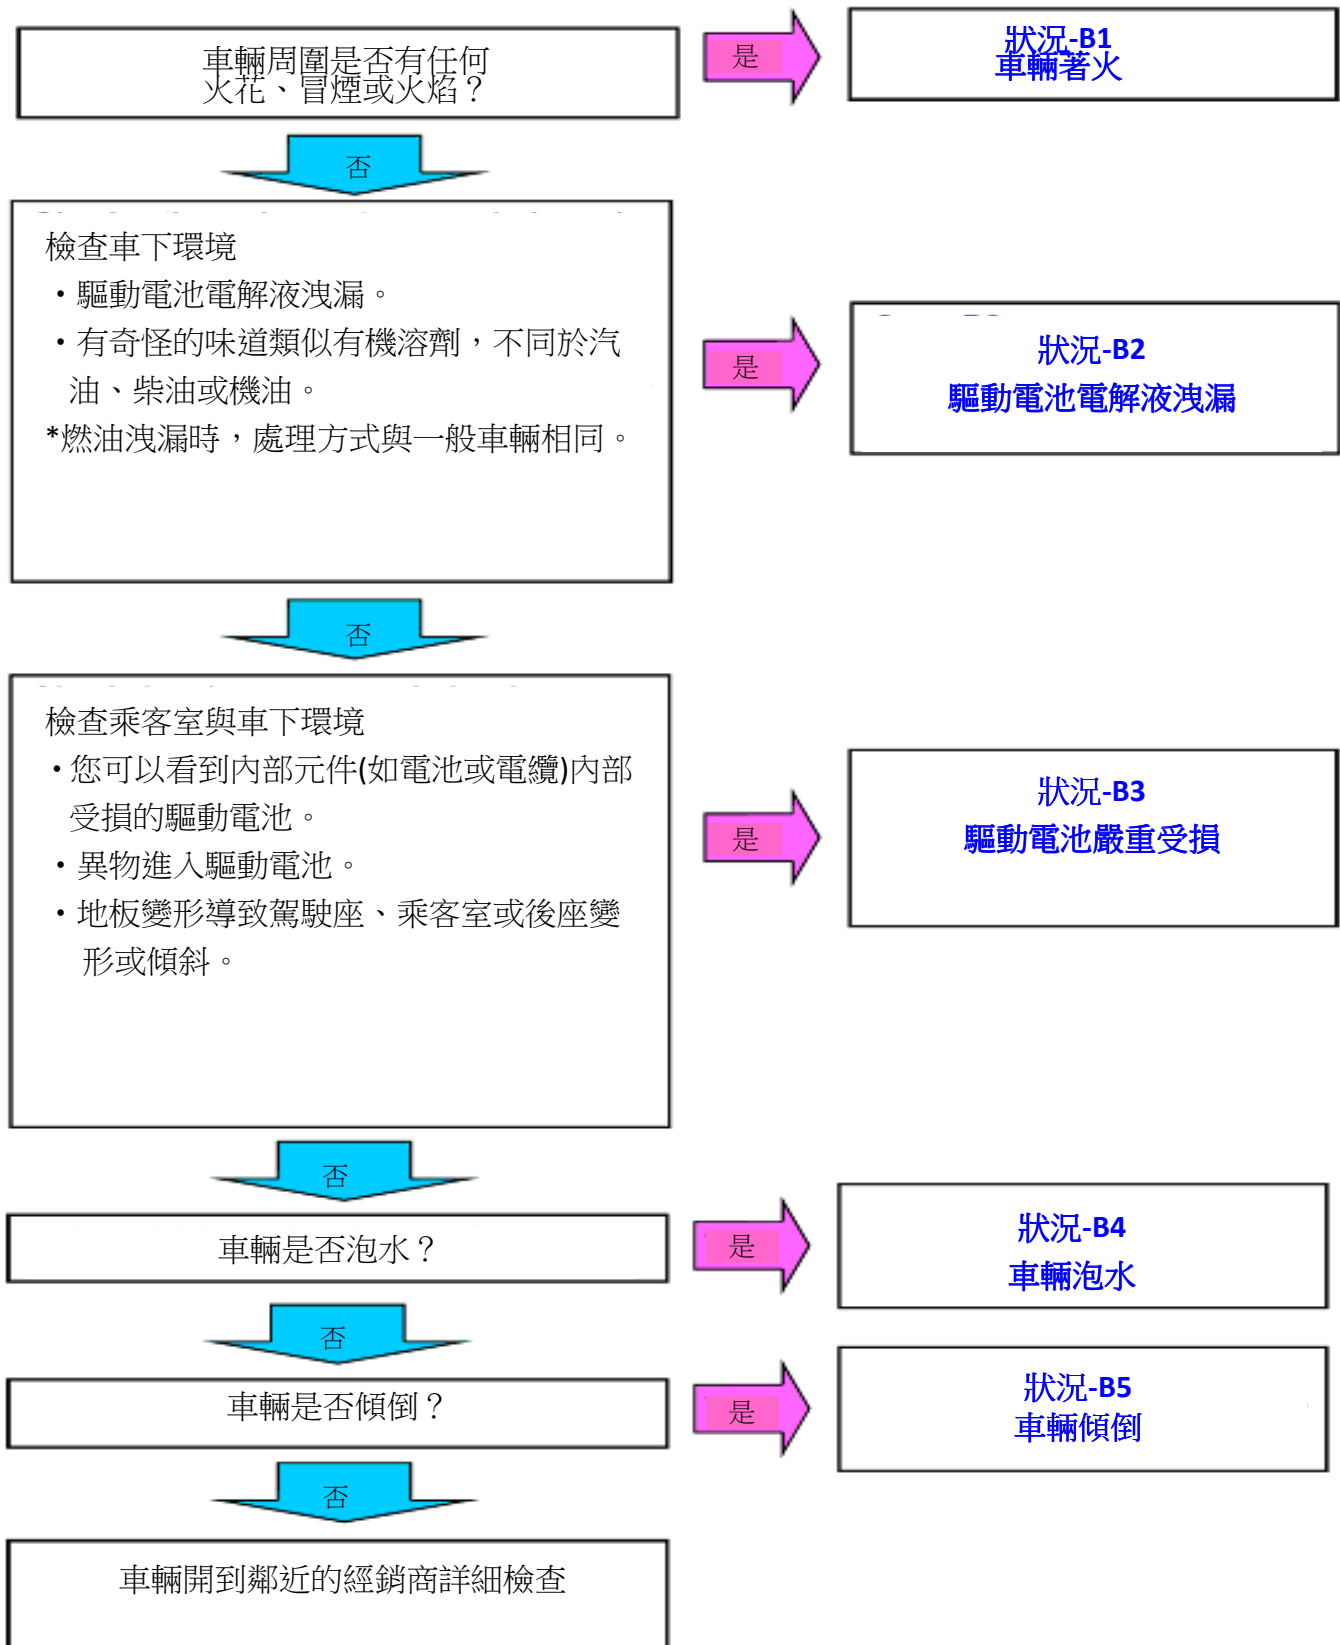 車輛周圍是否有任何
火花、冒煙或火焰？
是
狀況-B1
車輛著火
否
檢查車下環境
・驅動電池電解液洩漏。
・有奇怪的味道類似有機溶劑，不同於汽
油、柴油或機油。
*燃油洩漏時，處理方式與一般車輛相同。
是
狀況-B2
驅動電池電解液洩漏
否
檢查乘客室與車下環境
・您可以看到內部元件(如電池或電纜)內部
受損的驅動電池。
・異物進入驅動電池。
・地板變形導致駕駛座、乘客室或後座變
形或傾斜。
是
狀況-B3
驅動電池嚴重受損
否
車輛是否泡水？
是
狀況-B4
車輛泡水
否
車輛是否傾倒？
是
狀況-B5
車輛傾倒
否
車輛開到鄰近的經銷商詳細檢查